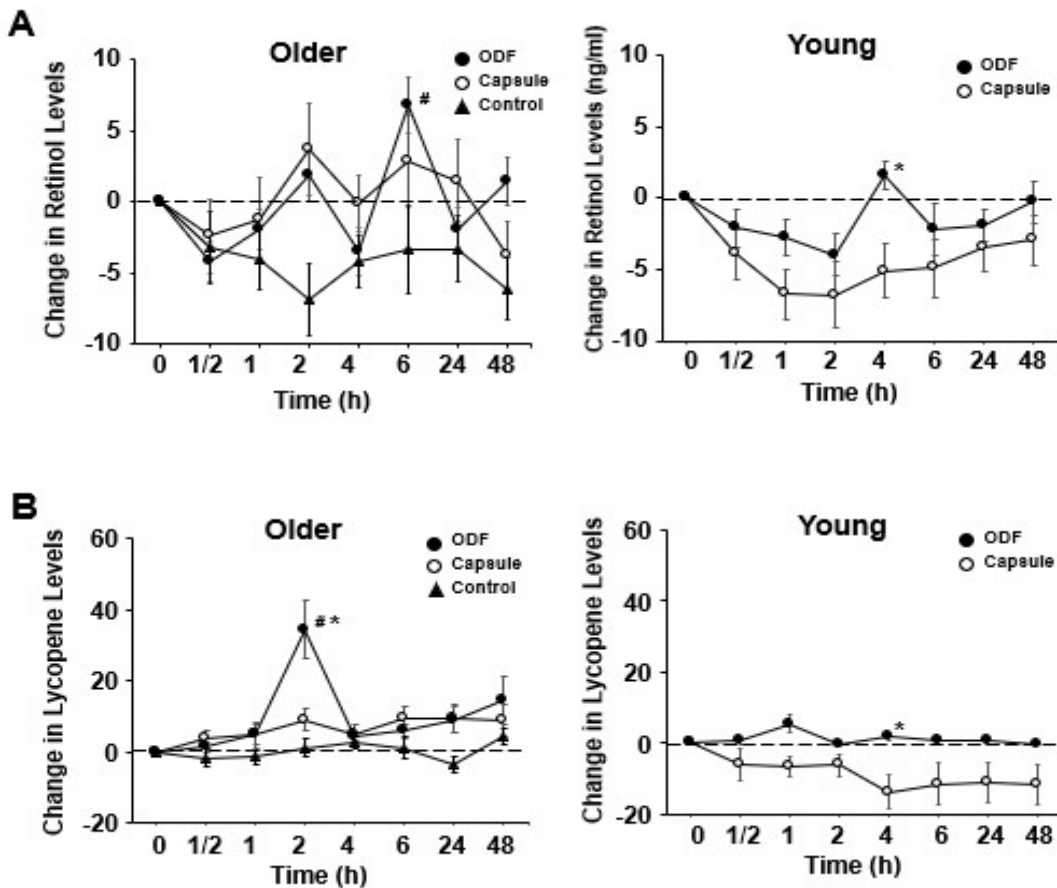 A
Older
ODF
Capsule
Control
Change in Retinol Levels
10
5
0
-5
-10
0 1/2 1 2 4 6 24 48
Time (h)
#
Young
ODF
Capsule
Change in Retinol Levels (ng/ml)
10
5
0
-5
-10
0 1/2 1 2 4 6 24 48
Time (h)
*
B
Older
ODF
Capsule
Control
Change in Lycopene Levels
60
40
20
0
-20
0 1/2 1 2 4 6 24 48
Time (h)
# *
Young
ODF
Capsule
Change in Lycopene Levels
60
40
20
0
-20
0 1/2 1 2 4 6 24 48
Time (h)
*